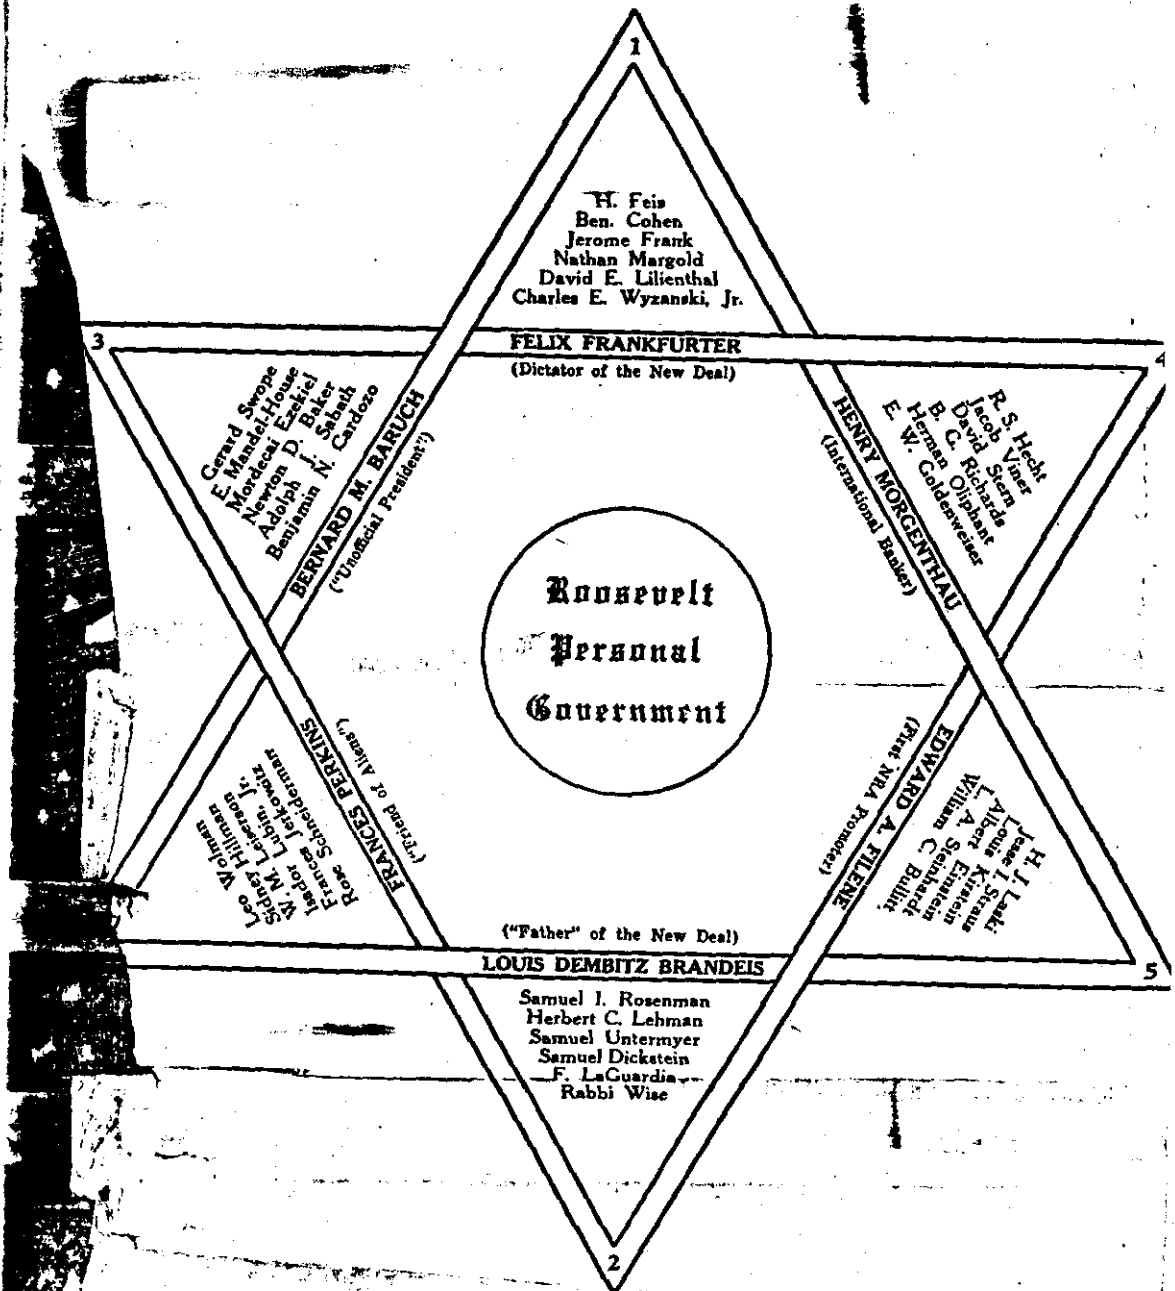 1
H. Feis
Ben. Cohen
Jerome Frank
Nathan Margold
David E. Lilienthal
Charles E. Wyzanski, Jr.
3
FELIX FRANKFURTER
(Dictator of the New Deal)
4
Gerard Swope
E. Mandel-House
Mordecai Ezekiel
Newton D. Baker
Adolph J. Sabath
Benjamin N. Cardozo
BERNARD M. BARUCH
("Unofficial President")
HENRY MORGENTHAU
(International Banker)
R. S. Hecht
Jacob Viner
David Stern
B. G. Richards
Herman Oliphant
E. W. Goldenweiser
Roosevelt
Personal
Government
Leo Wolman
Sidney Hillman
W. M. Leiserson
Isador Lubin, Jr.
Frances Jerkowitz
Rose Schneiderman
FRANCES PERKINS
("Friend of Aliens")
EDWARD A. FILENE
(First NRA Promoter)
H. J. Laski
Jesse I. Straus
Louis Kirstein
Albert Einstein
L. A. Steinhardt
William C. Bullitt
("Father" of the New Deal)
LOUIS DEMBITZ BRANDEIS
5
Samuel I. Rosenman
Herbert C. Lehman
Samuel Untermyer
Samuel Dickstein
F. LaGuardia
Rabbi Wise
2